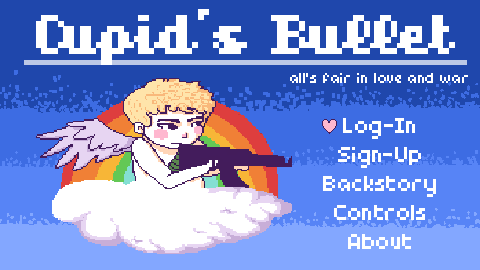 Cupid's Bullet
all's fair in love and war
Log-In
Sign-Up
Backstory
Controls
About